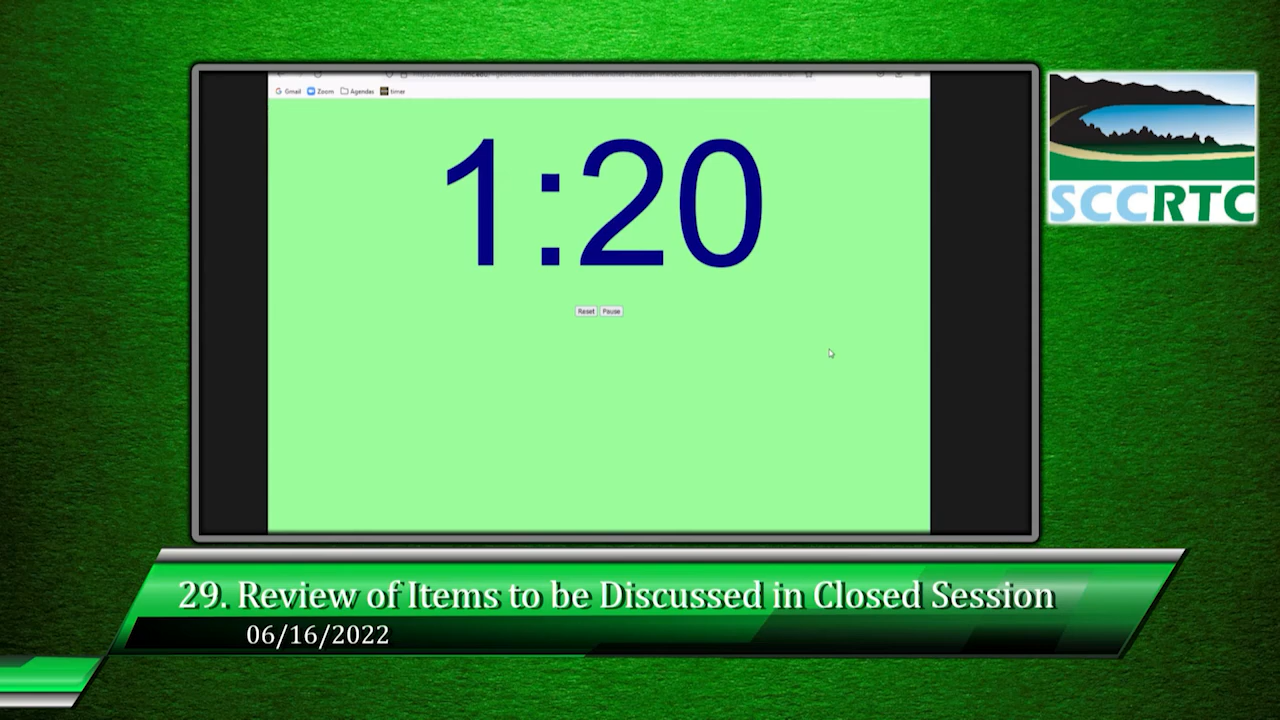 Gmail Zoom Agendas timer
1:20
Reset Pause
SCCRTC
29. Review of Items to be Discussed in Closed Session
06/16/2022